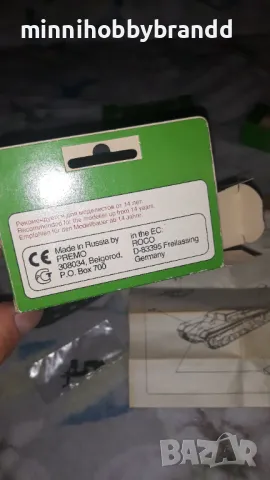 minnihobbybrandd
Рекомендуется для моделистов от 14 лет.
Recommended for the modeller up from 14 years.
Empfohlen für den Modellbauer ab 14 Jahre.
CE
Made in Russia by
PREMO
308034, Belgorod,
P.O. Box 700
in the EC:
ROCO
D-83395 Freilassing
Germany
BAZAR